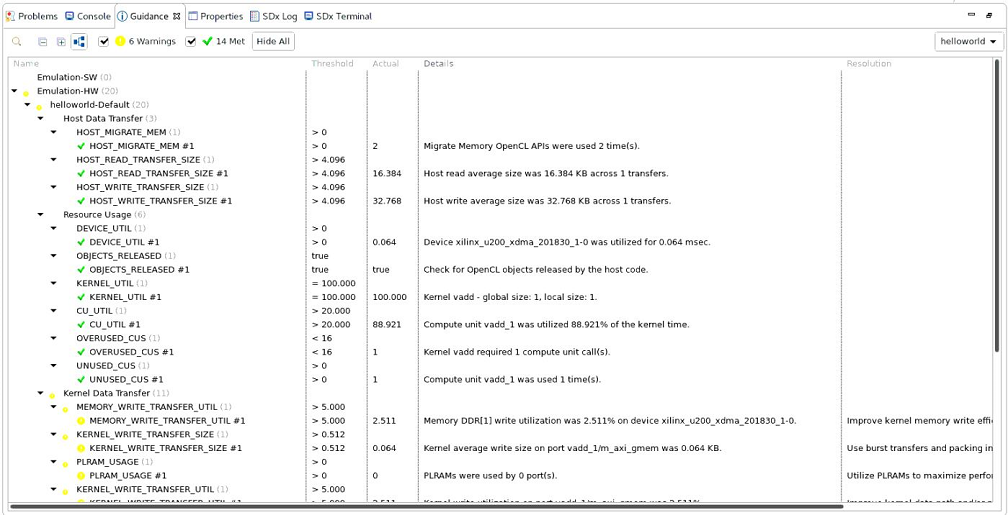 Problems Console Guidance Properties SDx Log SDx Terminal
6 Warnings 14 Met Hide All helloworld
Name Threshold Actual Details Resolution
Emulation-SW (0)
Emulation-HW (20)
helloworld-Default (20)
Host Data Transfer (3)
HOST_MIGRATE_MEM (1) > 0
HOST_MIGRATE_MEM #1 > 0 2 Migrate Memory OpenCL APIs were used 2 time(s).
HOST_READ_TRANSFER_SIZE (1) > 4.096
HOST_READ_TRANSFER_SIZE #1 > 4.096 16.384 Host read average size was 16.384 KB across 1 transfers.
HOST_WRITE_TRANSFER_SIZE (1) > 4.096
HOST_WRITE_TRANSFER_SIZE #1 > 4.096 32.768 Host write average size was 32.768 KB across 1 transfers.
Resource Usage (6)
DEVICE_UTIL (1) > 0
DEVICE_UTIL #1 > 0 0.064 Device xilinx_u200_xdma_201830_1-0 was utilized for 0.064 msec.
OBJECTS_RELEASED (1) true
OBJECTS_RELEASED #1 true true Check for OpenCL objects released by the host code.
KERNEL_UTIL (1) = 100.000
KERNEL_UTIL #1 = 100.000 100.000 Kernel vadd - global size: 1, local size: 1.
CU_UTIL (1) > 20.000
CU_UTIL #1 > 20.000 88.921 Compute unit vadd_1 was utilized 88.921% of the kernel time.
OVERUSED_CUS (1) < 16
OVERUSED_CUS #1 < 16 1 Kernel vadd required 1 compute unit call(s).
UNUSED_CUS (1) > 0
UNUSED_CUS #1 > 0 1 Compute unit vadd_1 was used 1 time(s).
Kernel Data Transfer (11)
MEMORY_WRITE_TRANSFER_UTIL (1) > 5.000
MEMORY_WRITE_TRANSFER_UTIL #1 > 5.000 2.511 Memory DDR[1] write utilization was 2.511% on device xilinx_u200_xdma_201830_1-0. Improve kernel memory write effi
KERNEL_WRITE_TRANSFER_SIZE (1) > 0.512
KERNEL_WRITE_TRANSFER_SIZE #1 > 0.512 0.064 Kernel average write size on port vadd_1/m_axi_gmem was 0.064 KB. Use burst transfers and packing in
PLRAM_USAGE (1) > 0
PLRAM_USAGE #1 > 0 0 PLRAMs were used by 0 port(s). Utilize PLRAMs to maximize perfo
KERNEL_WRITE_TRANSFER_UTIL (1) > 5.000